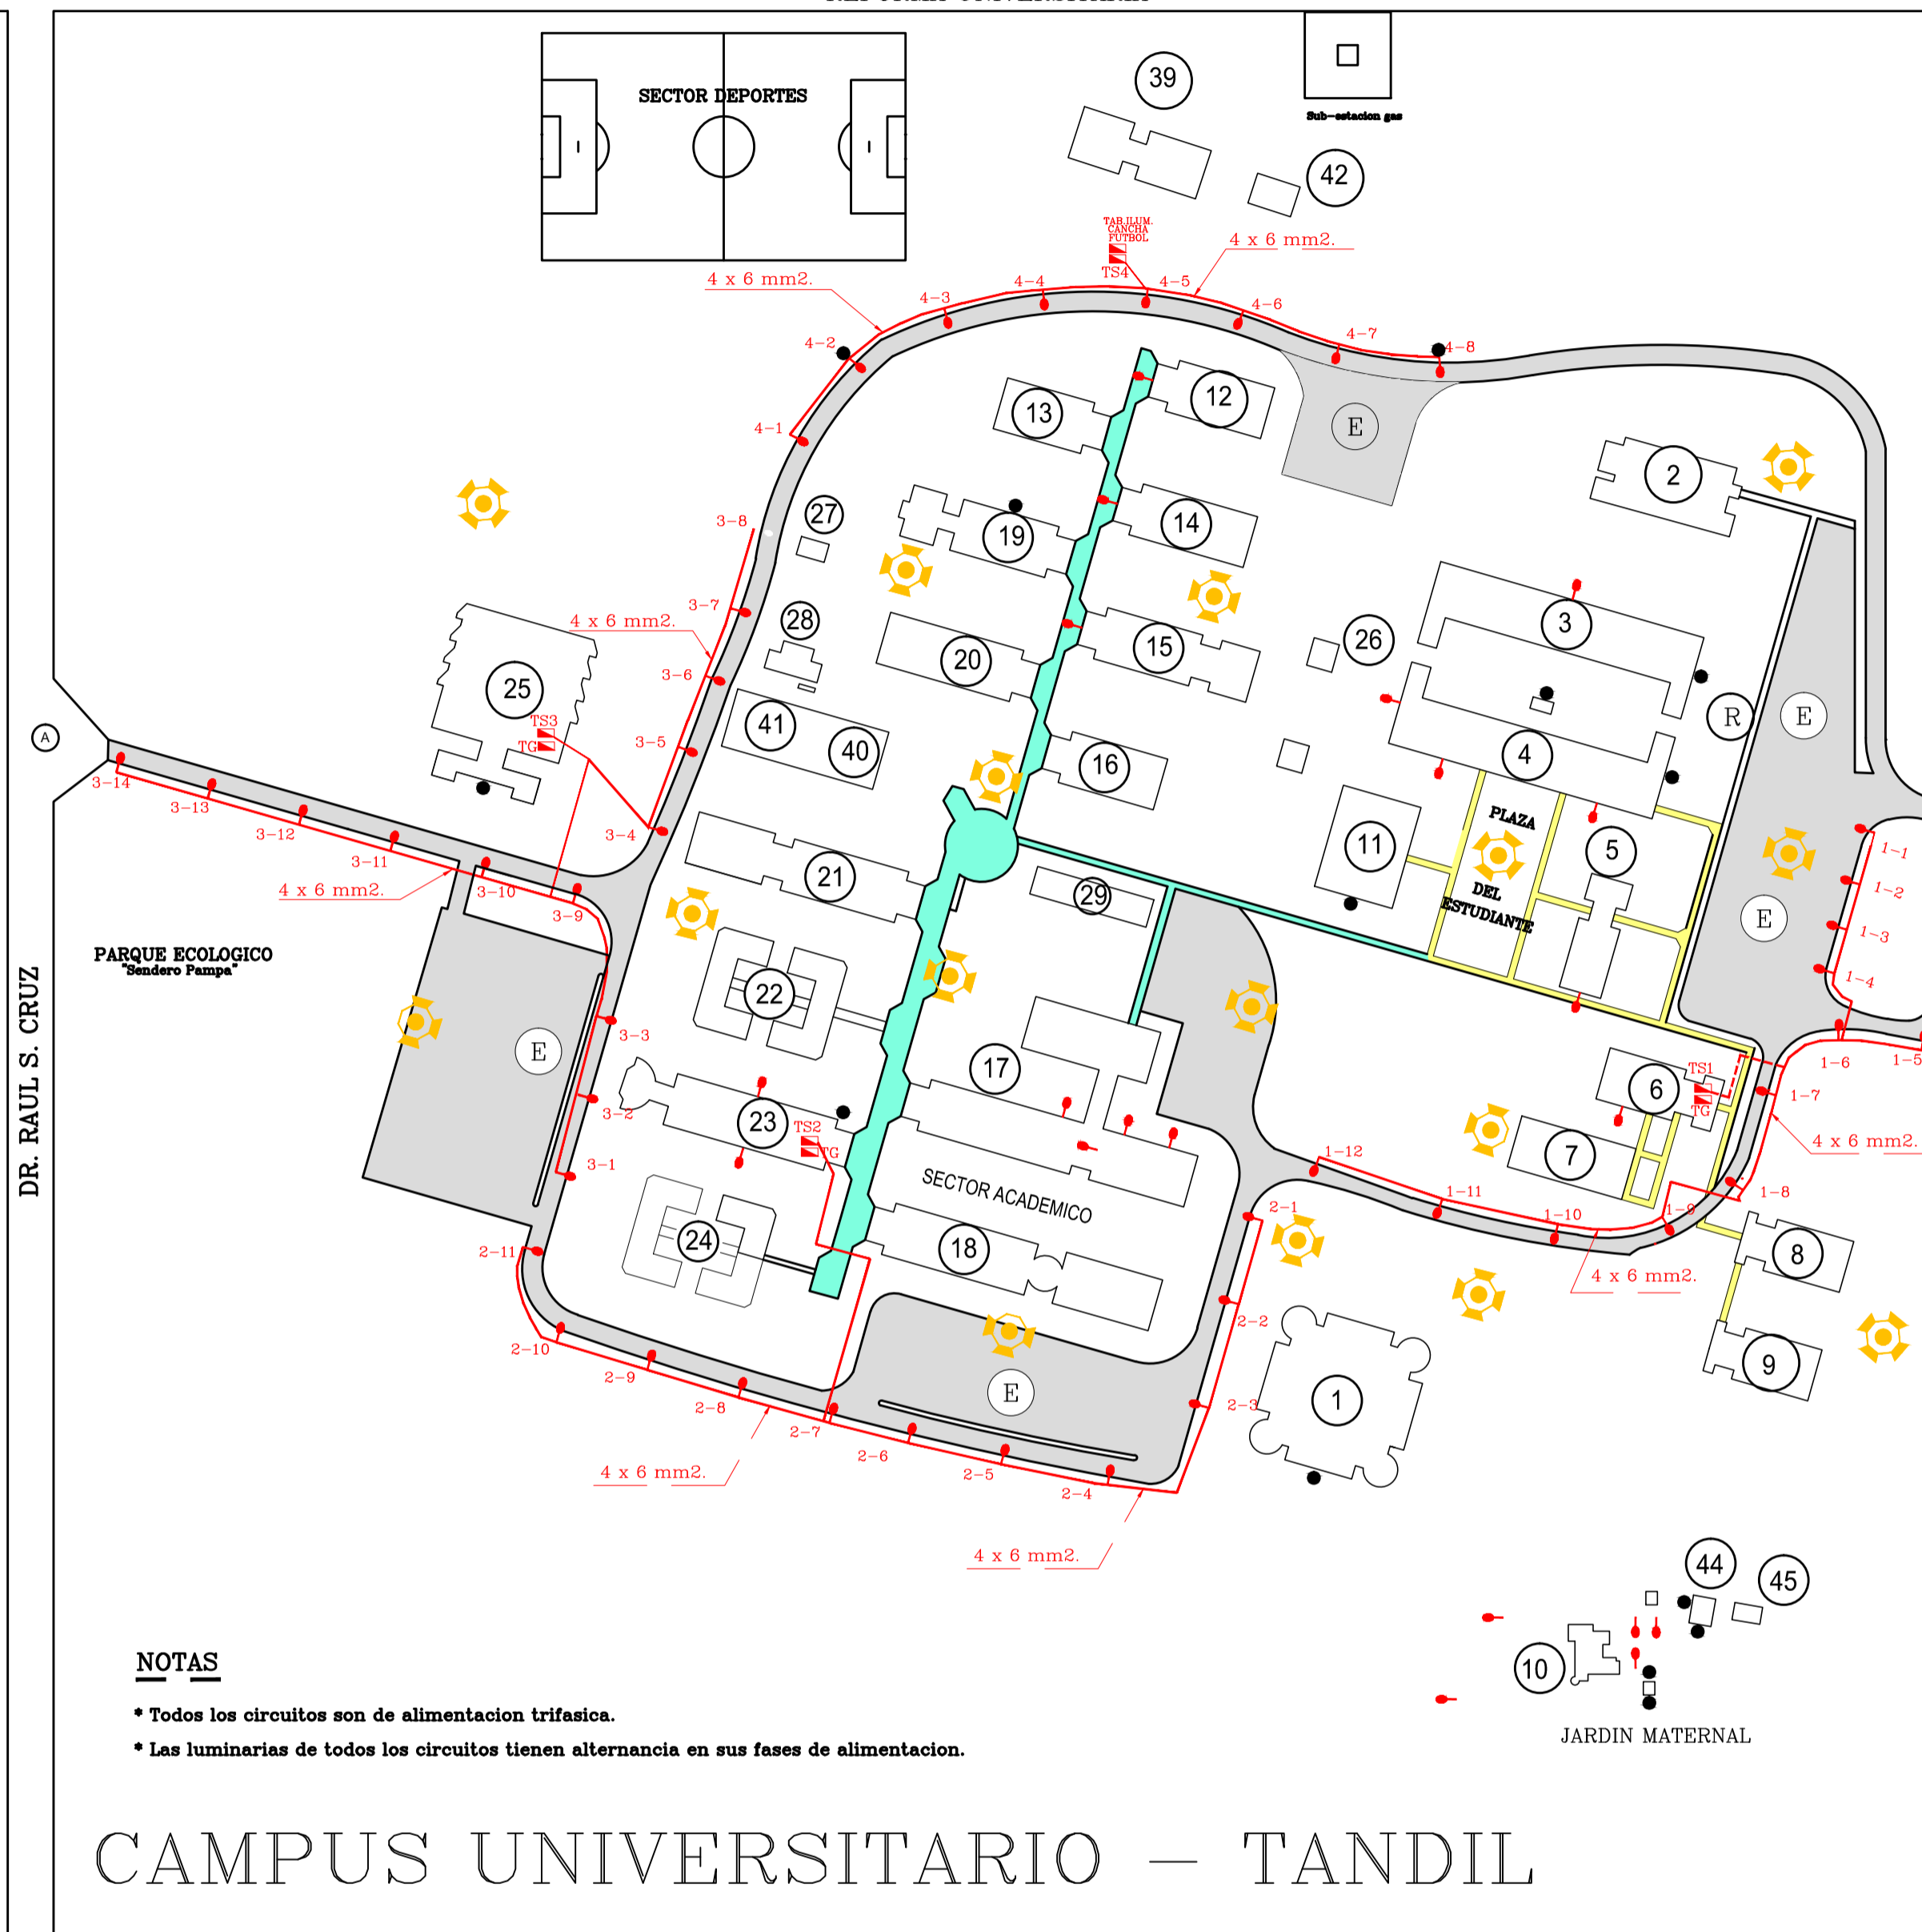 SECTOR DEPORTES
39
Sub-estacion gas
42
TAB.ILUM.
CANCHA
FUTBOL
TS4
4 x 6 mm2.
4 x 6 mm2.
4-1
4-2
4-3
4-4
4-5
4-6
4-7
4-8
E
12
13
14
19
27
2
3
15
20
28
26
25
TS3
TG
41
40
16
4
R
E
3-8
3-7
4 x 6 mm2.
3-6
3-5
3-4
A
3-14
3-13
3-12
3-11
3-10
3-9
4 x 6 mm2.
PLAZA
DEL
ESTUDIANTE
11
5
E
1-1
1-2
1-3
1-4
1-5
1-6
1-7
21
29
PARQUE ECOLOGICO
"Sendero Pampa"
DR. RAUL S. CRUZ
E
3-3
3-2
3-1
22
17
6
TS1
TG
7
4 x 6 mm2.
23
TS2
TG
SECTOR ACADEMICO
24
18
1-12
1-11
1-10
1-9
1-8
4 x 6 mm2.
8
9
2-1
2-2
2-3
2-4
2-5
2-6
2-7
2-8
2-9
2-10
2-11
E
1
4 x 6 mm2.
4 x 6 mm2.
44
45
10
JARDIN MATERNAL
NOTAS
* Todos los circuitos son de alimentacion trifasica.
* Las luminarias de todos los circuitos tienen alternancia en sus fases de alimentacion.
CAMPUS UNIVERSITARIO - TANDIL